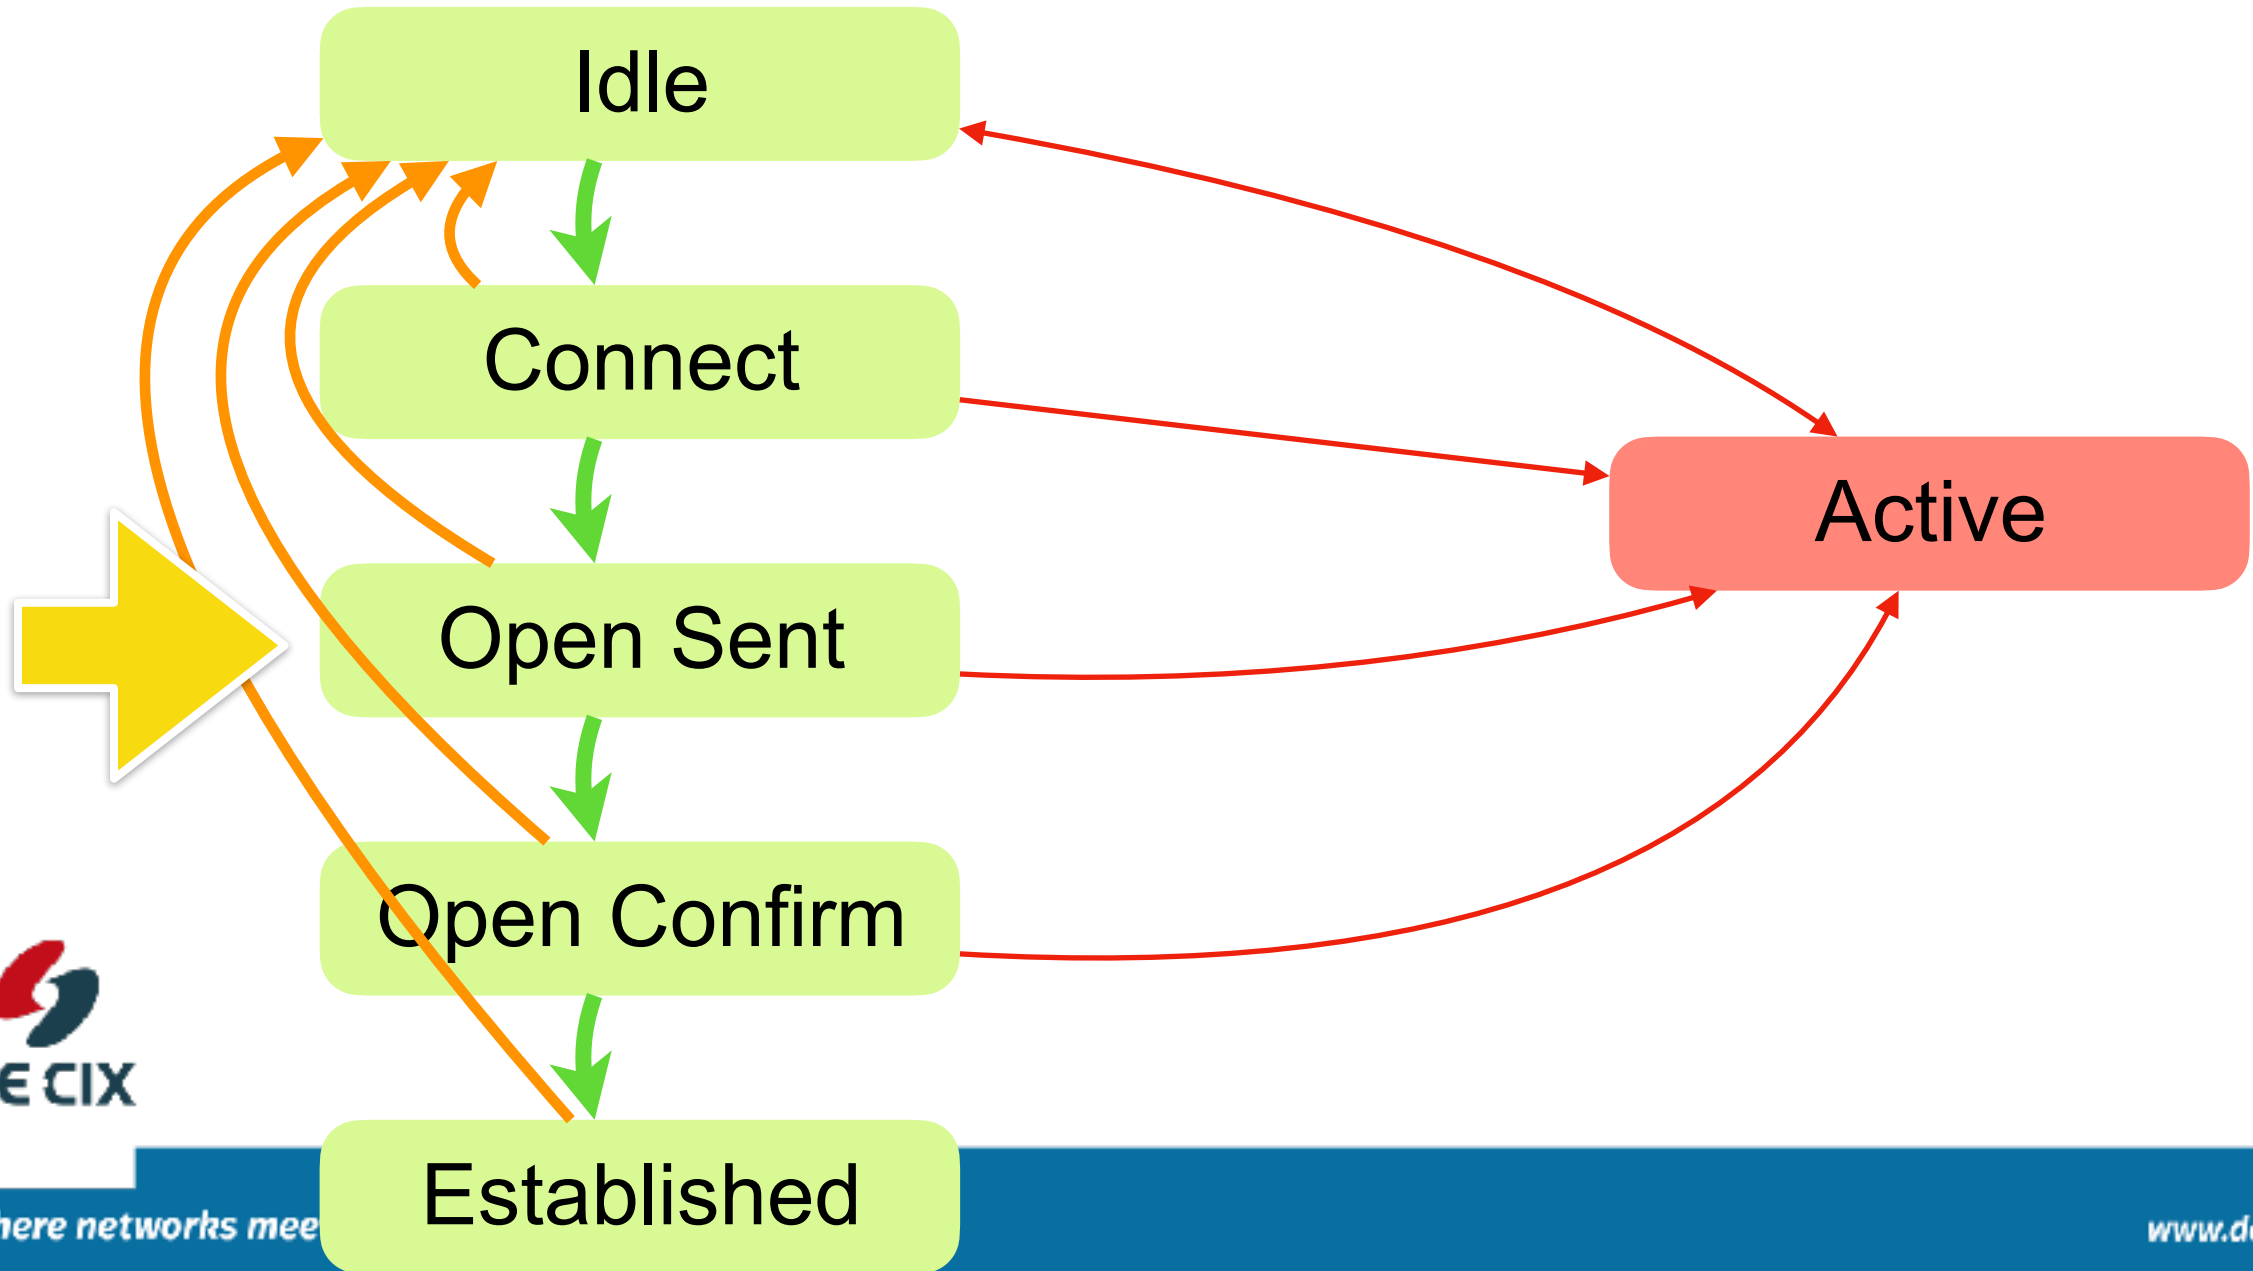 Idle
Connect
Active
Open Sent
Open Confirm
E CIX
Established
here networks mee
www.d